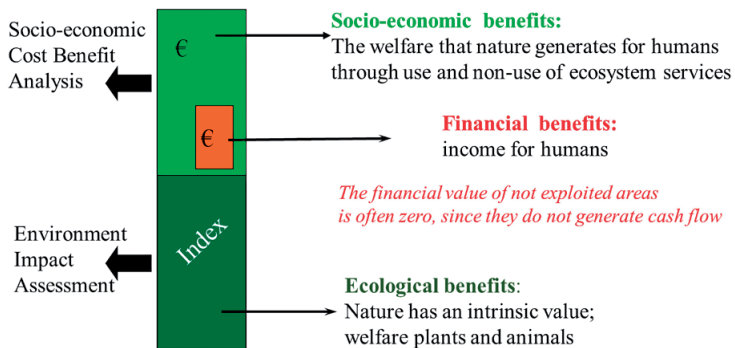 Socio-economic
Cost Benefit
Analysis
€
Socio-economic benefits:
The welfare that nature generates for humans
through use and non-use of ecosystem services
€
Financial benefits:
income for humans
The financial value of not exploited areas
is often zero, since they do not generate cash flow
Environment
Impact
Assessment
Index
Ecological benefits:
Nature has an intrinsic value;
welfare plants and animals